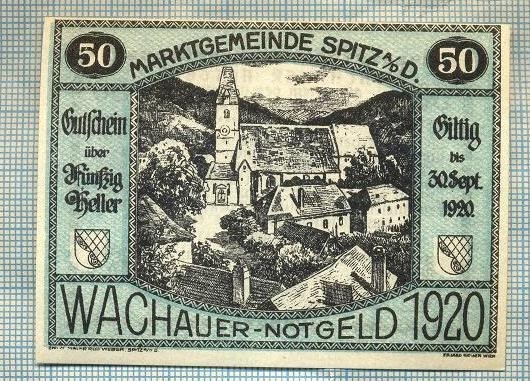 50 MARKTGEMEINDE SPITZ a/D. 50
Gutschein
über
Fünfzig
Heller
Giltig
bis
30.Sept.
1920.
WACHAUER-NOTGELD 1920